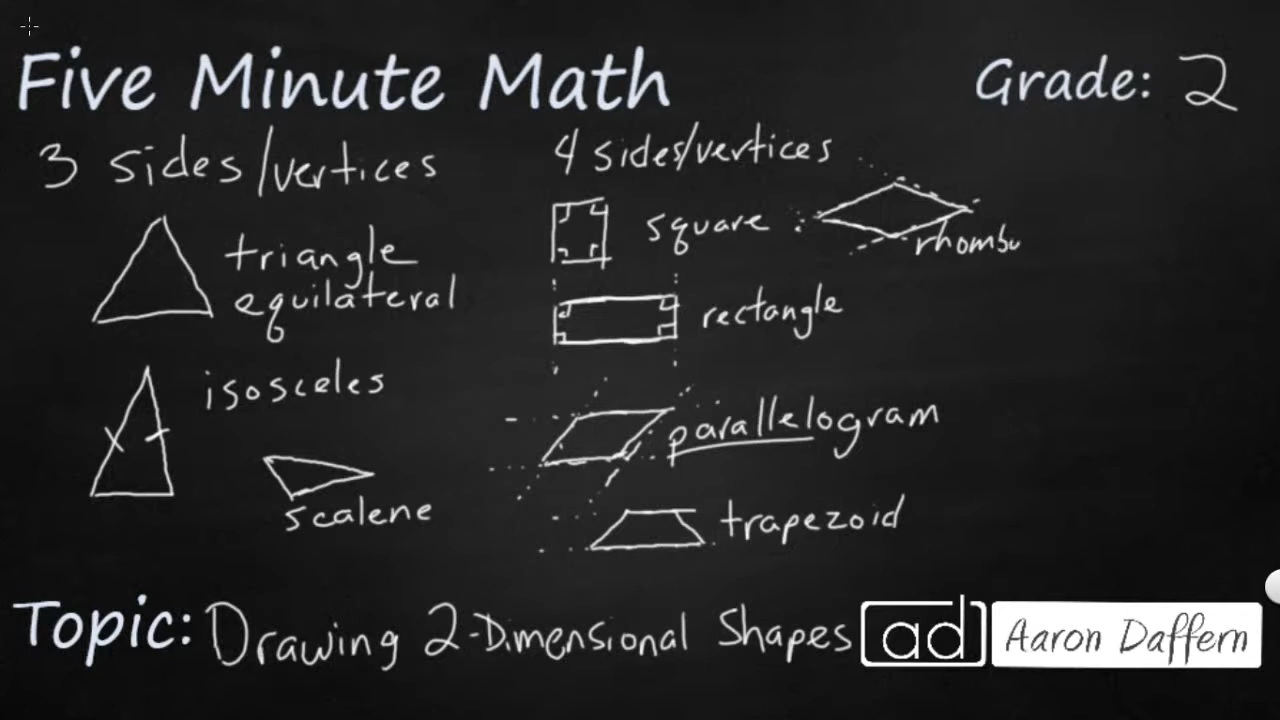 Five Minute Math
Grade: 2
3 sides/vertices
triangle
equilateral
isosceles
scalene
4 sides/vertices
square
rhombu
rectangle
parallelogram
trapezoid
Topic: Drawing 2-Dimensional Shapes
ad
Aaron Daffern